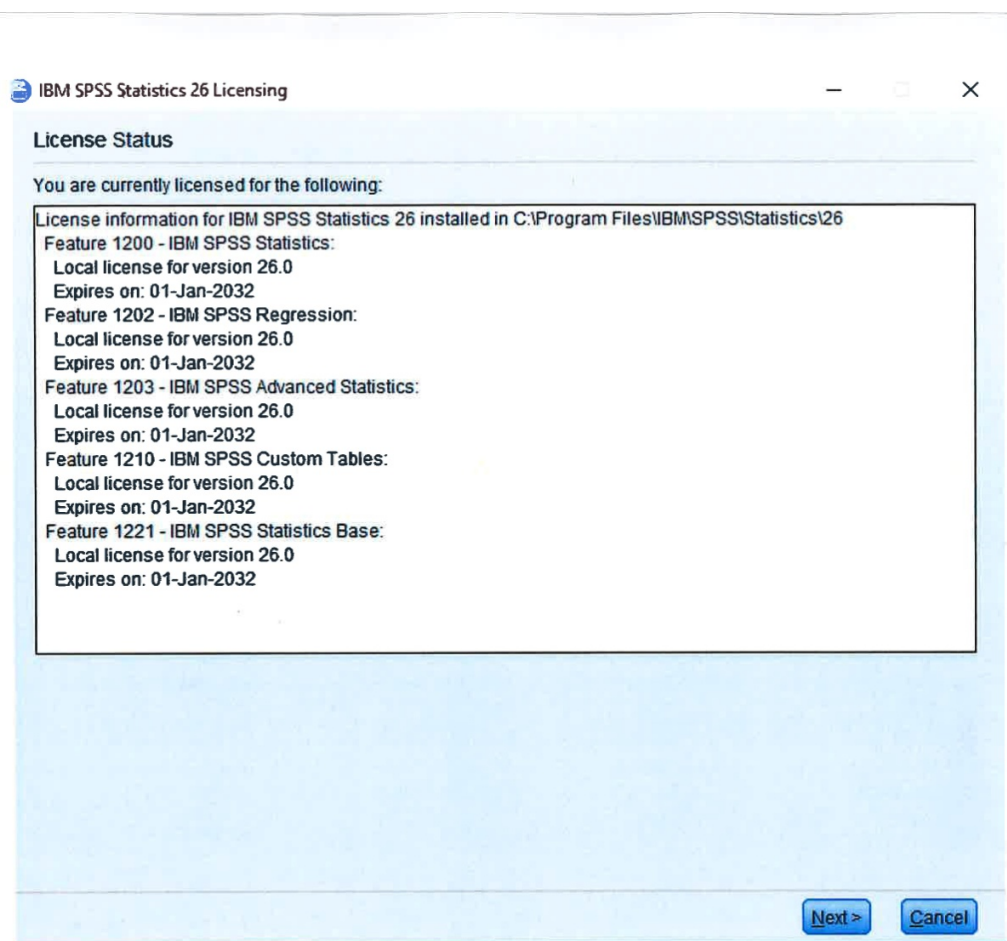 IBM SPSS Statistics 26 Licensing
License Status
You are currently licensed for the following:
License information for IBM SPSS Statistics 26 installed in C:\Program Files\IBM\SPSS\Statistics\26
Feature 1200 - IBM SPSS Statistics:
Local license for version 26.0
Expires on: 01-Jan-2032
Feature 1202 - IBM SPSS Regression:
Local license for version 26.0
Expires on: 01-Jan-2032
Feature 1203 - IBM SPSS Advanced Statistics:
Local license for version 26.0
Expires on: 01-Jan-2032
Feature 1210 - IBM SPSS Custom Tables:
Local license for version 26.0
Expires on: 01-Jan-2032
Feature 1221 - IBM SPSS Statistics Base:
Local license for version 26.0
Expires on: 01-Jan-2032
Next > Cancel